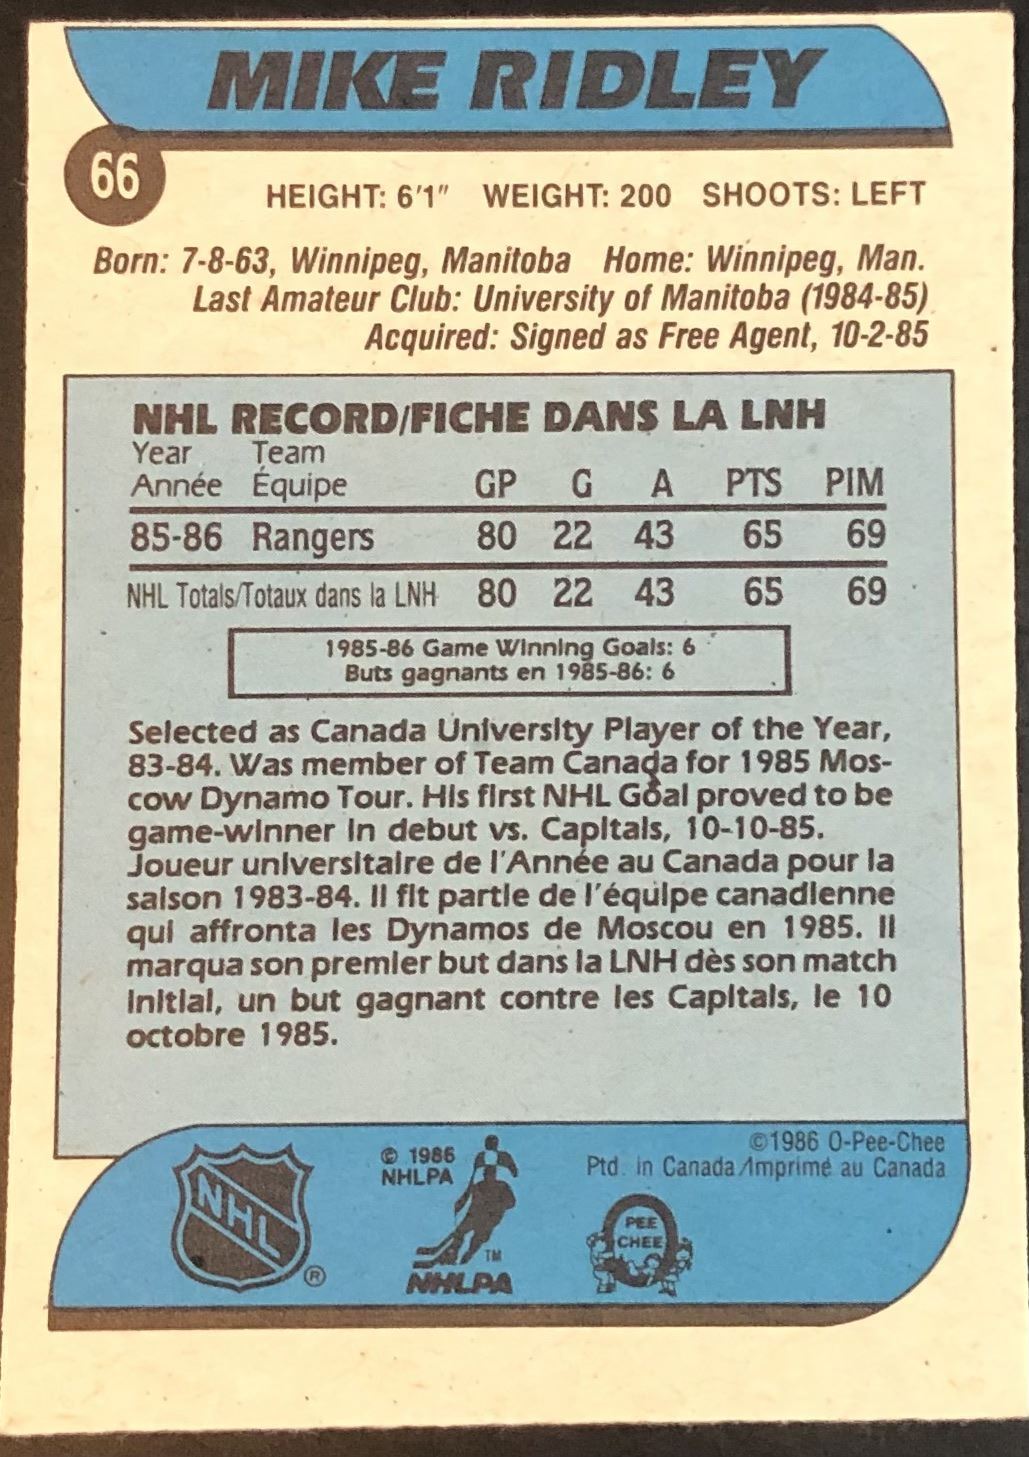 MIKE RIDLEY
66
HEIGHT: 6'1" WEIGHT: 200 SHOOTS: LEFT
Born: 7-8-63, Winnipeg, Manitoba Home: Winnipeg, Man.
Last Amateur Club: University of Manitoba (1984-85)
Acquired: Signed as Free Agent, 10-2-85
NHL RECORD/FICHE DANS LA LNH
Year Team
Année Équipe GP G A PTS PIM
85-86 Rangers 80 22 43 65 69
NHL Totals/Totaux dans la LNH 80 22 43 65 69
1985-86 Game Winning Goals: 6
Buts gagnants en 1985-86: 6
Selected as Canada University Player of the Year,
83-84. Was member of Team Canada for 1985 Mos-
cow Dynamo Tour. His first NHL Goal proved to be
game-winner in debut vs. Capitals, 10-10-85.
Joueur universitaire de l'Année au Canada pour la
saison 1983-84. Il fit partie de l'équipe canadienne
qui affronta les Dynamos de Moscou en 1985. Il
marqua son premier but dans la LNH dès son match
initial, un but gagnant contre les Capitals, le 10
octobre 1985.
©1986 O-Pee-Chee
Ptd. in Canada/Imprimé au Canada
© 1986
NHLPA
NHL
®
TM
NHLPA
PEE
CHEE